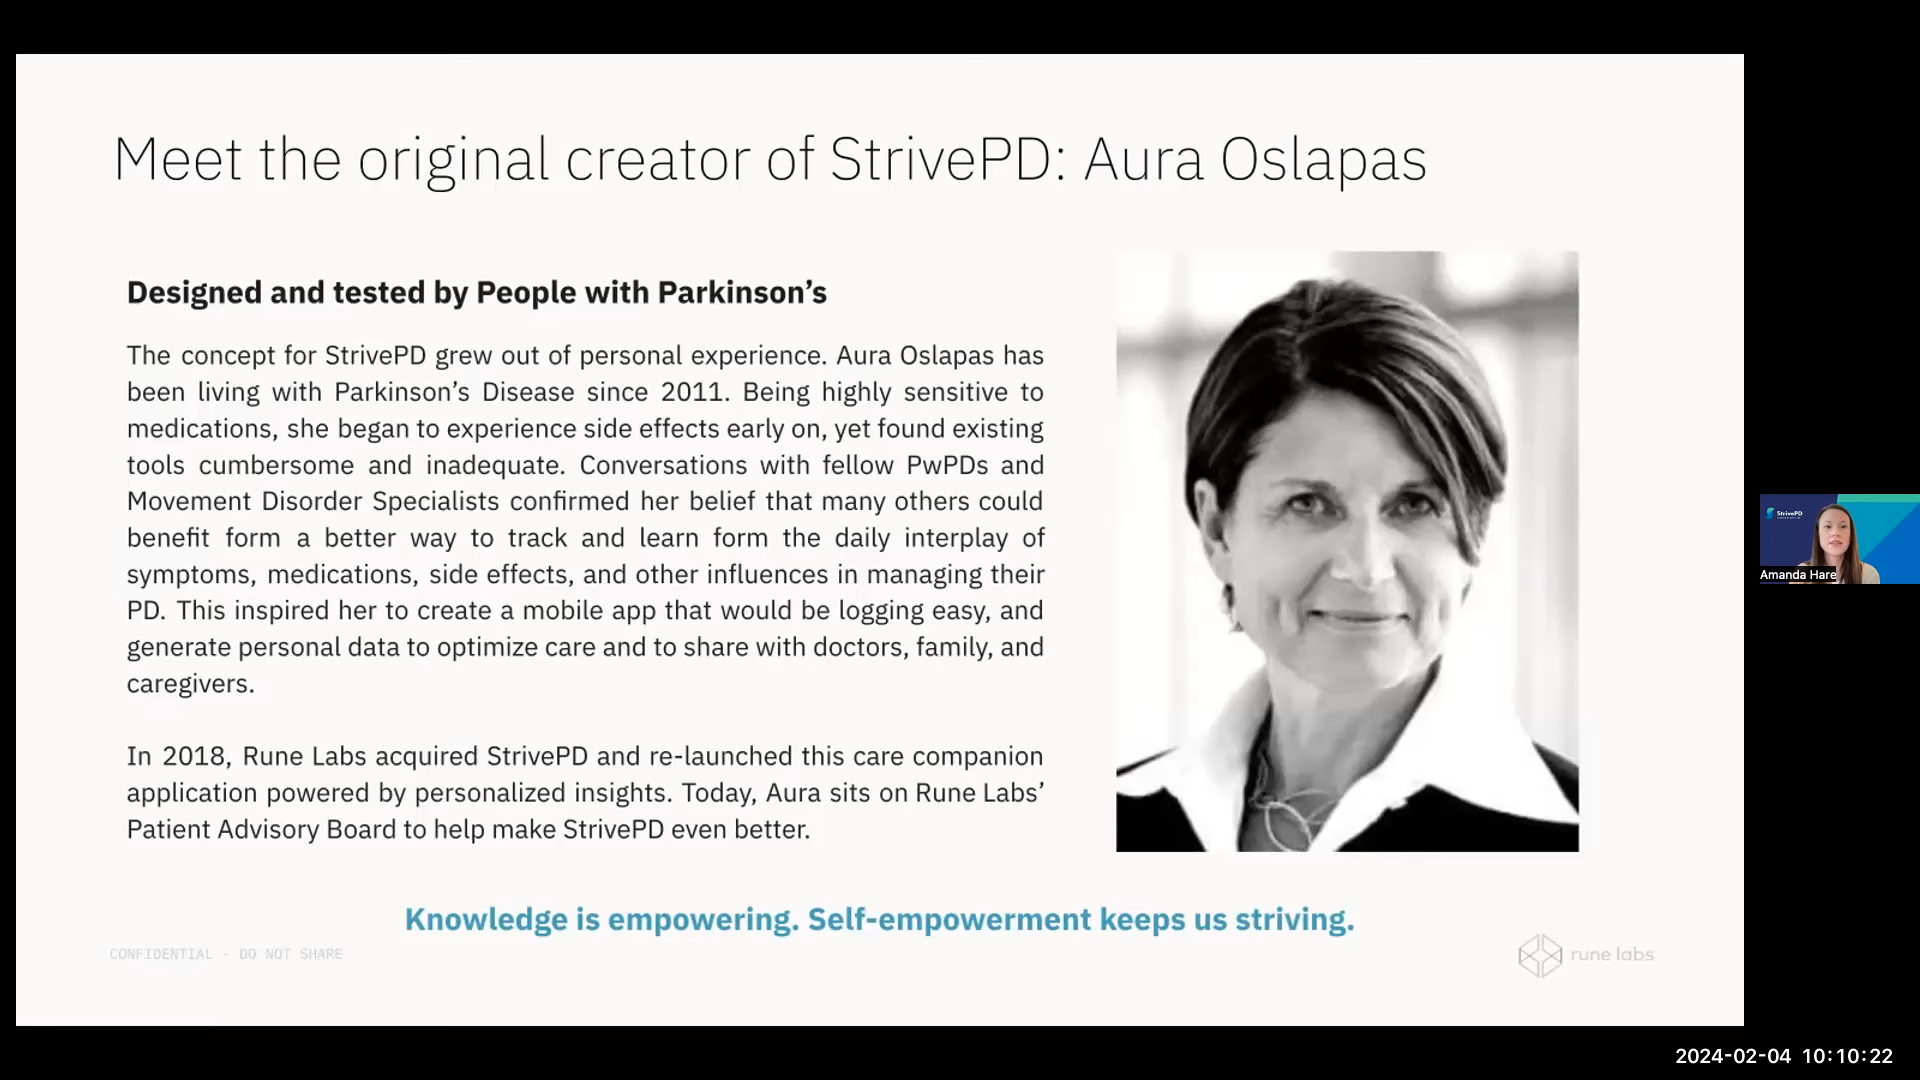 Meet the original creator of StrivePD: Aura Oslapas
Designed and tested by People with Parkinson’s
The concept for StrivePD grew out of personal experience. Aura Oslapas has
been living with Parkinson’s Disease since 2011. Being highly sensitive to
medications, she began to experience side effects early on, yet found existing
tools cumbersome and inadequate. Conversations with fellow PwPDs and
Movement Disorder Specialists confirmed her belief that many others could
benefit form a better way to track and learn form the daily interplay of
symptoms, medications, side effects, and other influences in managing their
PD. This inspired her to create a mobile app that would be logging easy, and
generate personal data to optimize care and to share with doctors, family, and
caregivers.
In 2018, Rune Labs acquired StrivePD and re-launched this care companion
application powered by personalized insights. Today, Aura sits on Rune Labs’
Patient Advisory Board to help make StrivePD even better.
Knowledge is empowering. Self-empowerment keeps us striving.
CONFIDENTIAL - DO NOT SHARE
rune labs
StrivePD
Amanda Hare
2024-02-04 10:10:22